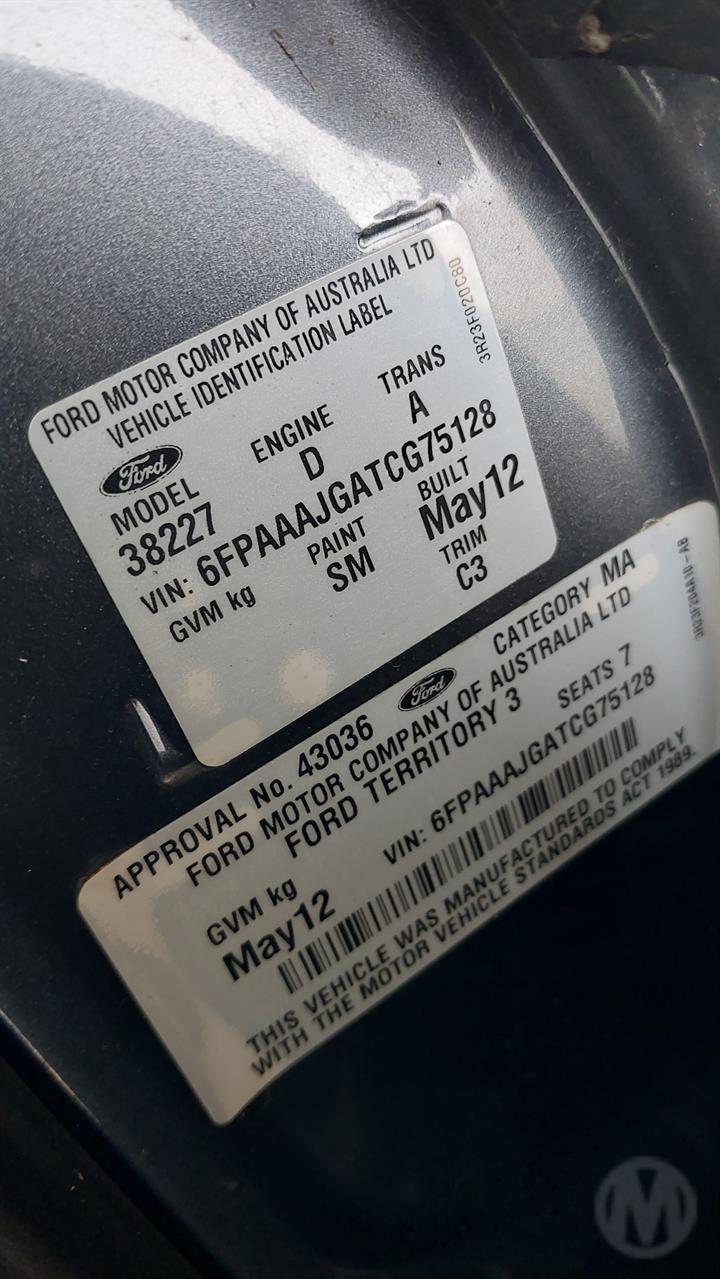 FORD MOTOR COMPANY OF AUSTRALIA LTD
VEHICLE IDENTIFICATION LABEL
3R23F020C80
Ford
MODEL ENGINE TRANS
38227 D A
VIN: 6FPAAAJGATCG75128
GVM kg PAINT BUILT
SM May12
TRIM
C3
APPROVAL No. 43036 Ford CATEGORY MA
FORD MOTOR COMPANY OF AUSTRALIA LTD
FORD TERRITORY 3 SEATS 7
3R23F204A10-AB
GVM kg VIN: 6FPAAAJGATCG75128
May12
THIS VEHICLE WAS MANUFACTURED TO COMPLY
WITH THE MOTOR VEHICLE STANDARDS ACT 1989.
M